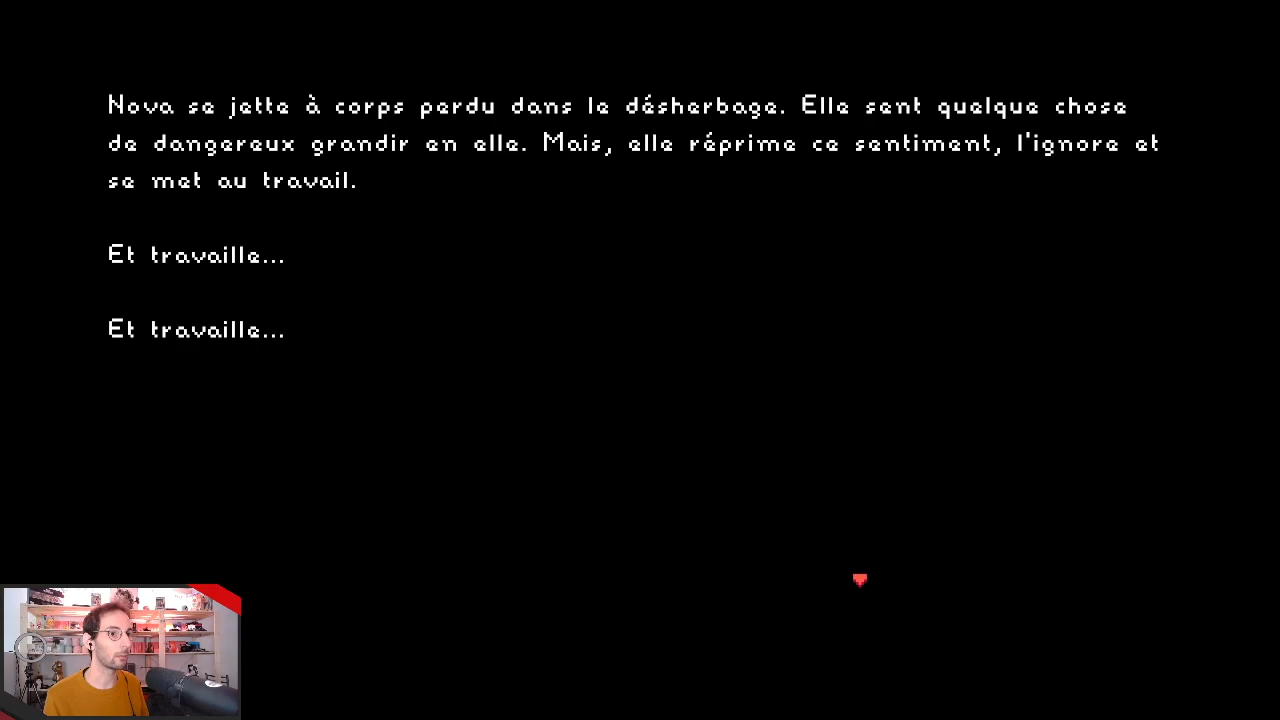 Nova se jette à corps perdu dans le désherbage. Elle sent quelque chose
de dangereux grandir en elle. Mais, elle réprime ce sentiment, l'ignore et
se met au travail.
Et travaille...
Et travaille...